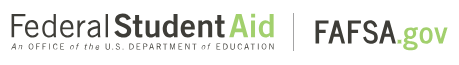 Federal Student Aid
An OFFICE of the U.S. DEPARTMENT of EDUCATION
FAFSA.gov